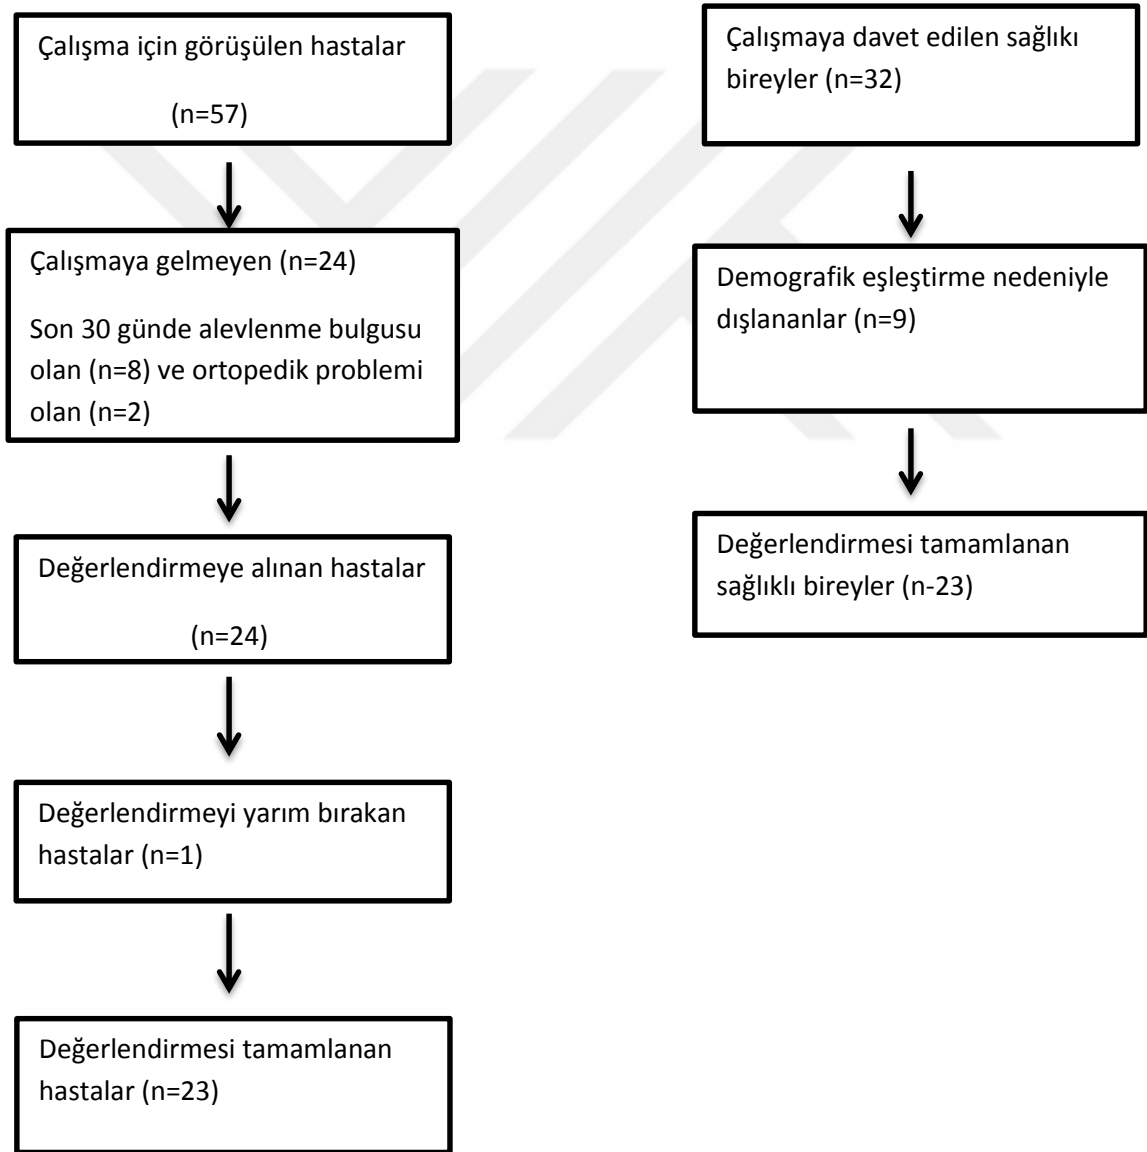 Çalışma için görüşülen hastalar
(n=57)
Çalışmaya gelmeyen (n=24)
Son 30 günde alevlenme bulgusu
olan (n=8) ve ortopedik problemi
olan (n=2)
Değerlendirmeye alınan hastalar
(n=24)
Değerlendirmeyi yarım bırakan
hastalar (n=1)
Değerlendirmesi tamamlanan
hastalar (n=23)
Çalışmaya davet edilen sağlıkı
bireyler (n=32)
Demografik eşleştirme nedeniyle
dışlananlar (n=9)
Değerlendirmesi tamamlanan
sağlıklı bireyler (n-23)